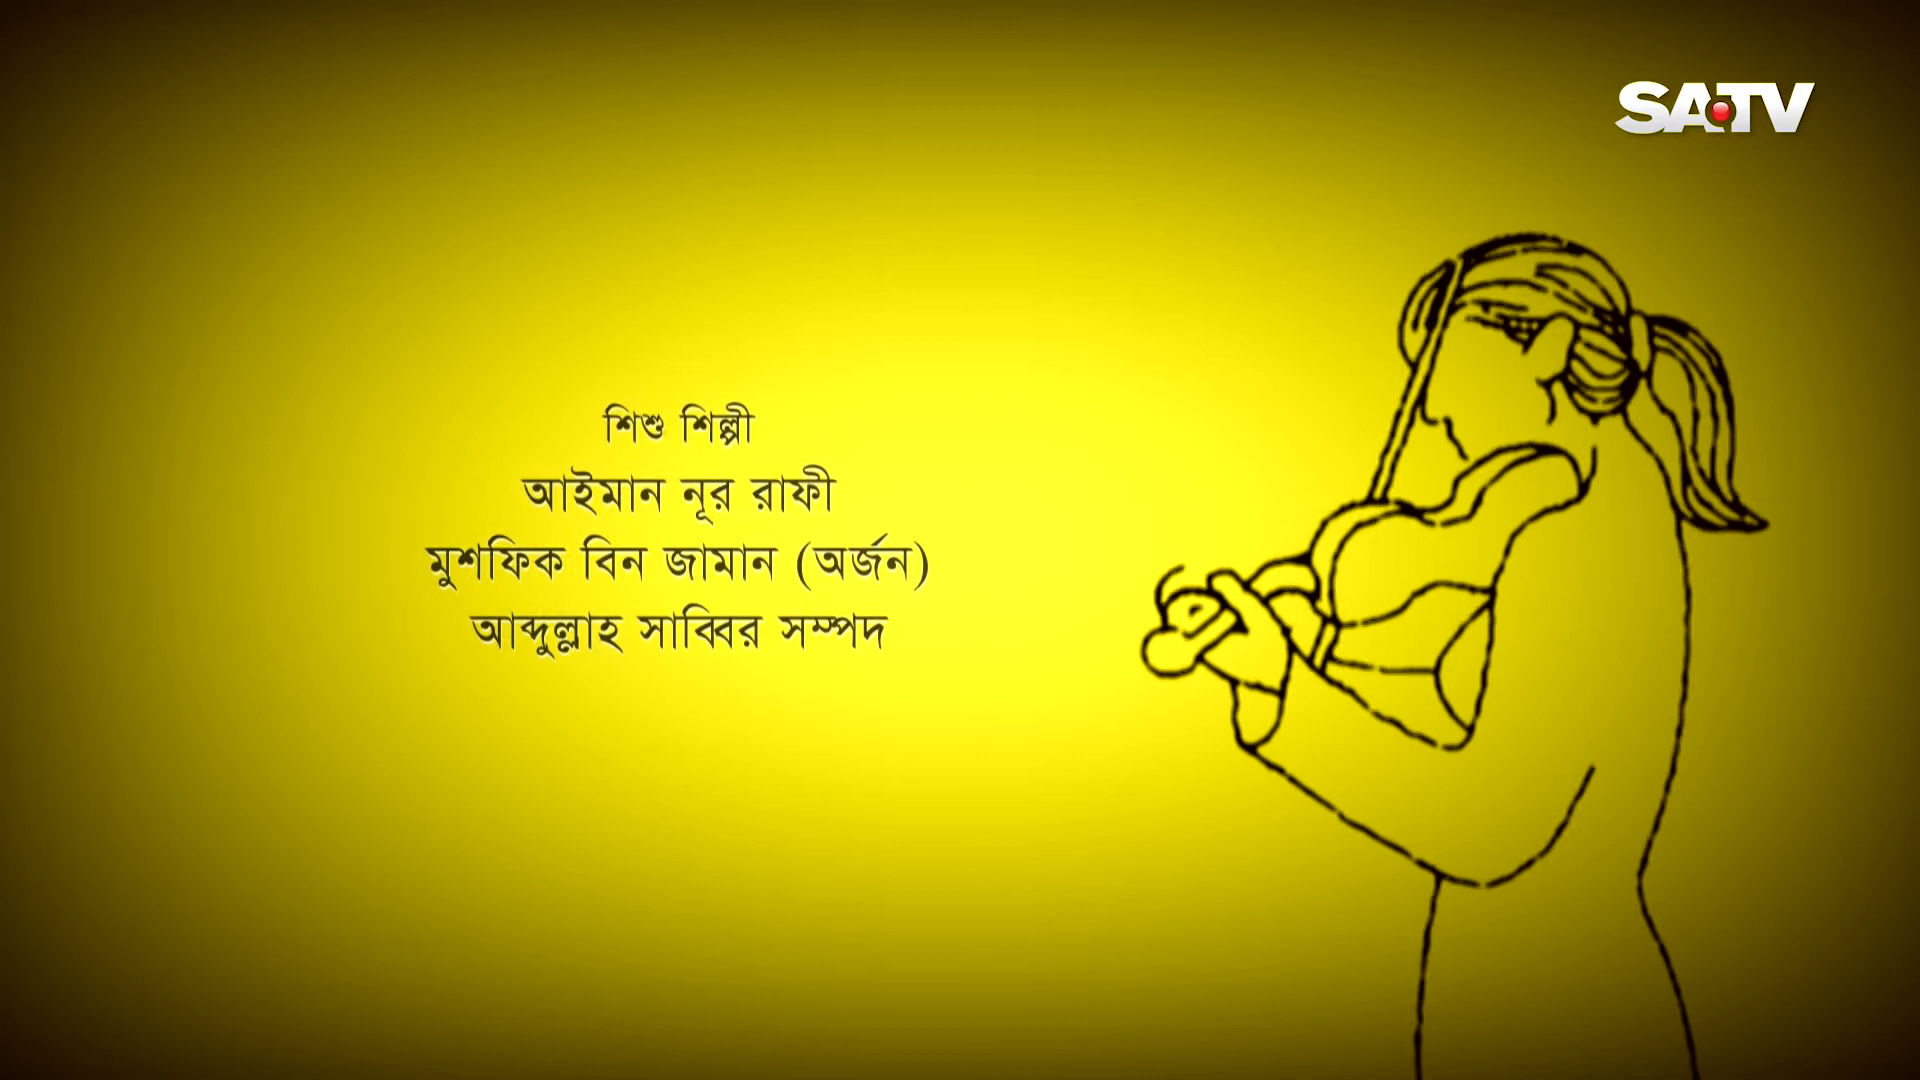 SATV
শিশু শিল্পী
আইমান নূর রাফী
মুশফিক বিন জামান (অর্জন)
আব্দুল্লাহ সাব্বির সম্পদ